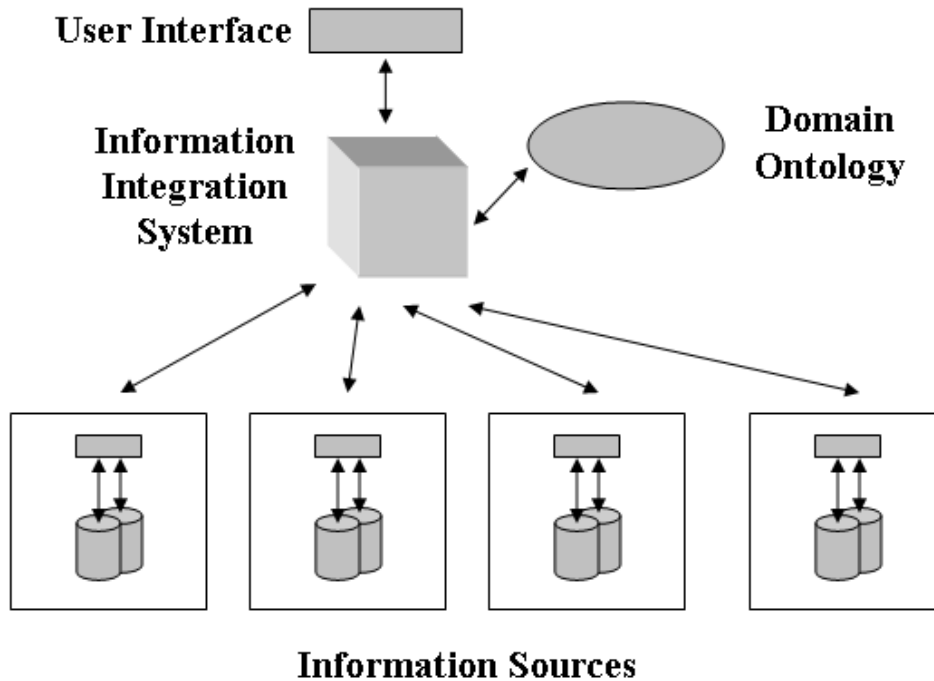 User Interface
Information
Integration
System
Domain
Ontology
Information Sources